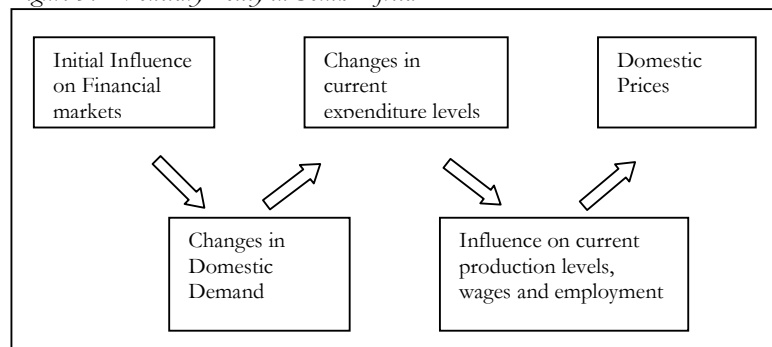 Initial Influence
on Financial
markets
Changes in
current
expenditure levels
Domestic
Prices
Changes in
Domestic
Demand
Influence on current
production levels,
wages and employment